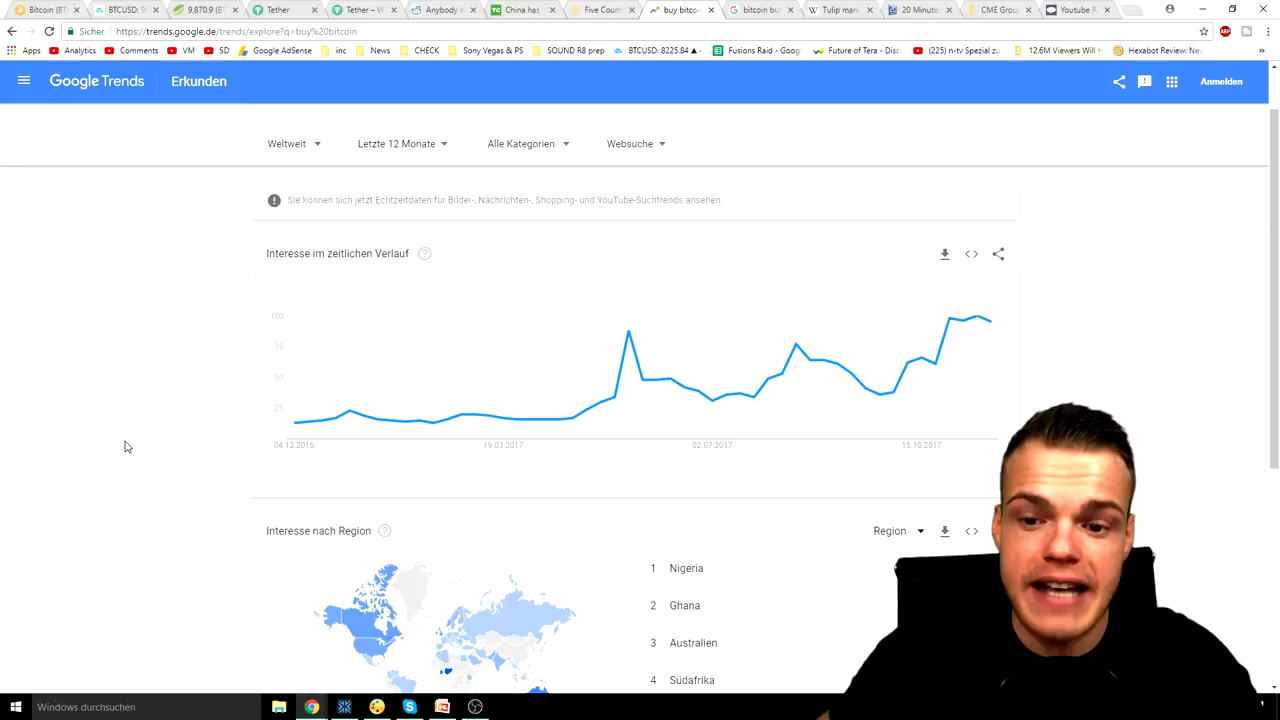 Bitcoin (BT
BTCUSD: 9
9,870.9 (
Tether
Tether – W
Anybody w
China has
Five Coun
buy bitcoi
bitcoin bu
Tulip man
20 Minute
CME Grou
Youtube R
Sicher
https://trends.google.de/trends/explore?q=buy%20bitcoin
Apps
Analytics
Comments
VM
SD
Google AdSense
inc
News
CHECK
Sony Vegas & PS
SOUND R8 prep
BTCUSD: 8225.84 ▲
Fusions Raid - Goog
Future of Tera - Disc
(225) n-tv Spezial zu
12.6M Viewers Will H
Hexabot Review: Ne
Google Trends
Erkunden
Anmelden
Weltweit
Letzte 12 Monate
Alle Kategorien
Websuche
Sie können sich jetzt Echtzeitdaten für Bilder-, Nachrichten-, Shopping- und YouTube-Suchtrends ansehen.
Interesse im zeitlichen Verlauf
100
75
50
25
04.12.2016
19.03.2017
02.07.2017
15.10.2017
Interesse nach Region
Region
1 Nigeria
2 Ghana
3 Australien
4 Südafrika
Windows durchsuchen